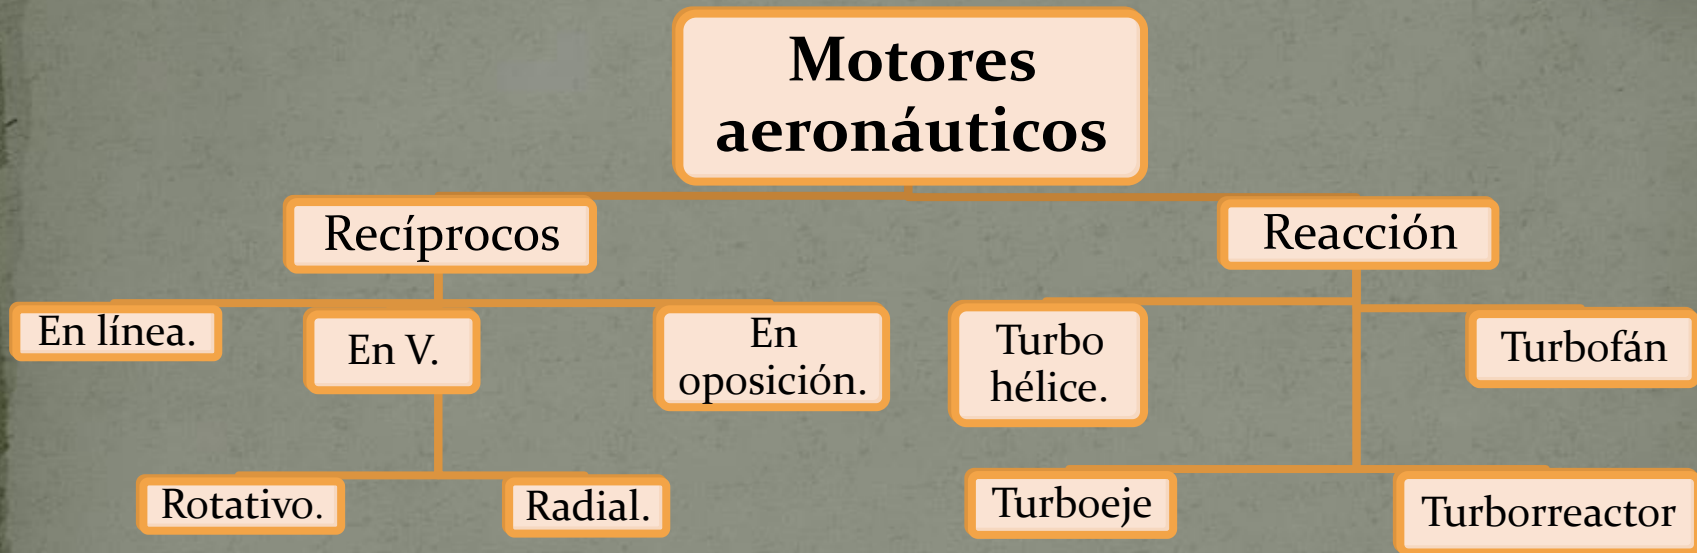 Motores
aeronáuticos
Recíprocos
Reacción
En línea.
En V.
En
oposición.
Turbo
hélice.
Turbofán
Rotativo.
Radial.
Turboeje
Turborreactor